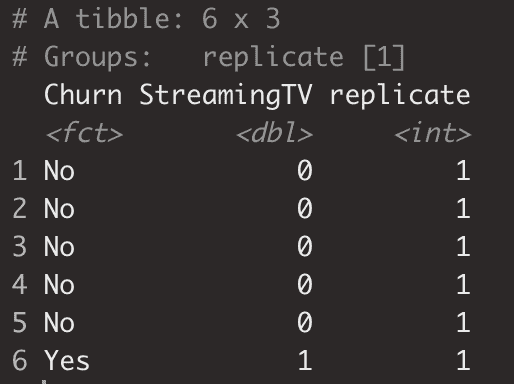 # A tibble: 6 x 3
# Groups:   replicate [1]
  Churn StreamingTV replicate
  <fct>       <dbl>     <int>
1 No              0         1
2 No              0         1
3 No              0         1
4 No              0         1
5 No              0         1
6 Yes             1         1